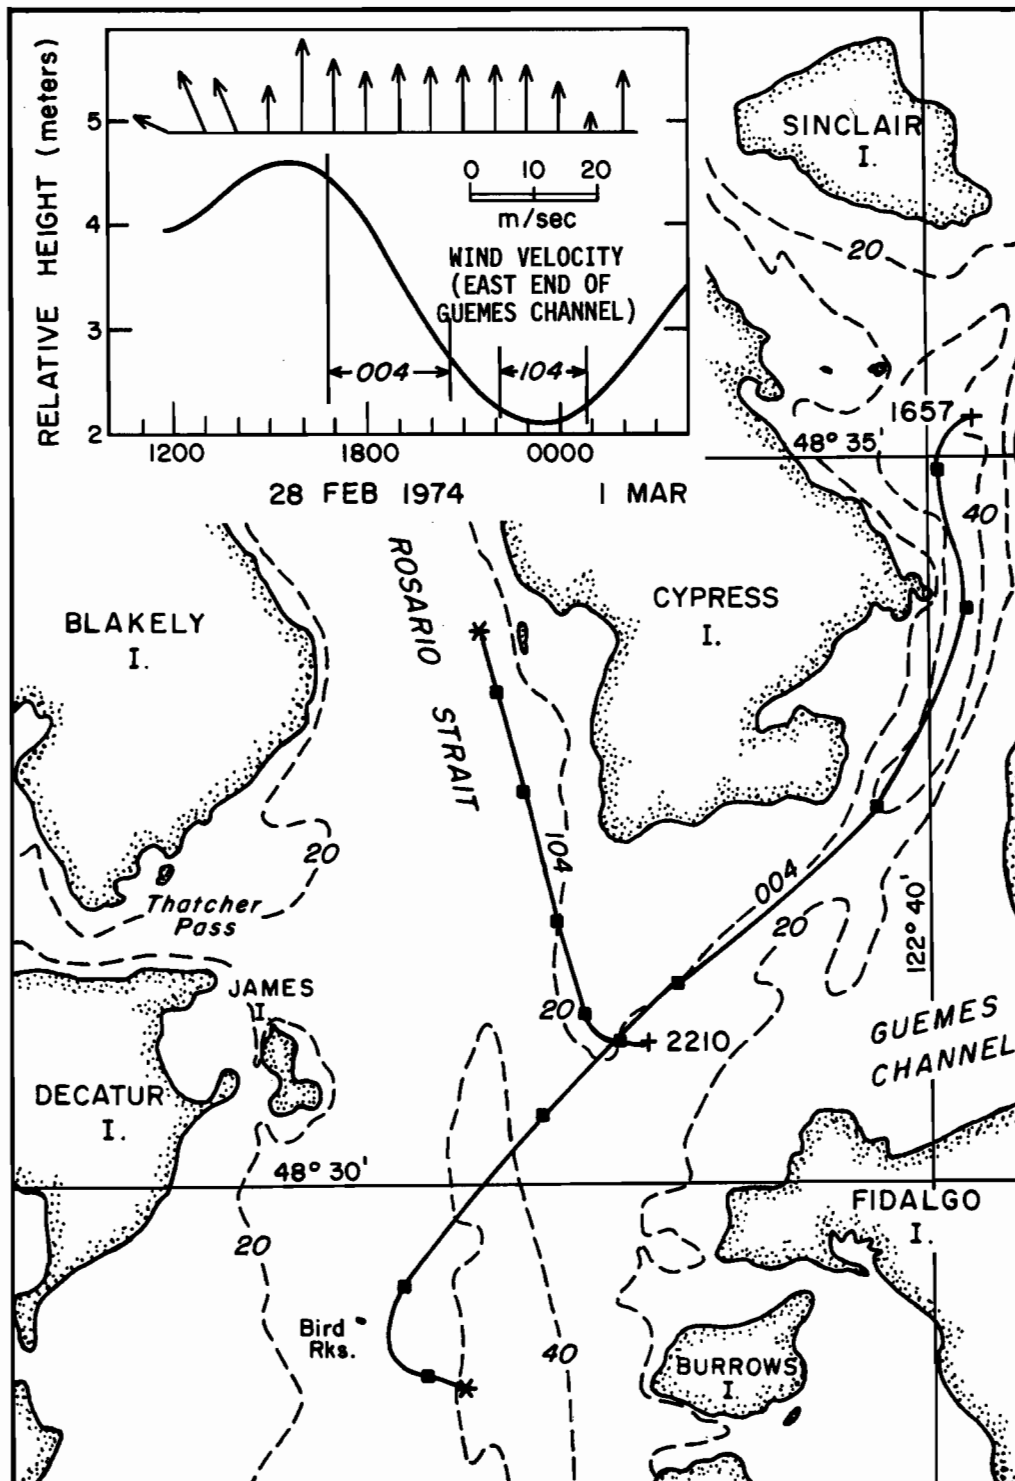 RELATIVE HEIGHT (meters)
5
4
3
2
0 10 20
m/sec
WIND VELOCITY
(EAST END OF
GUEMES CHANNEL)
004
104
1200 1800 0000
28 FEB 1974 1 MAR
SINCLAIR
I.
20
1657
48° 35'
40
ROSARIO STRAIT
BLAKELY
I.
CYPRESS
I.
20
104
004
20
122° 40'
Thatcher
Pass
JAMES
I.
20
2210
GUEMES
CHANNEL
DECATUR
I.
48° 30'
FIDALGO
I.
20
Bird
Rks.
40
BURROWS
I.